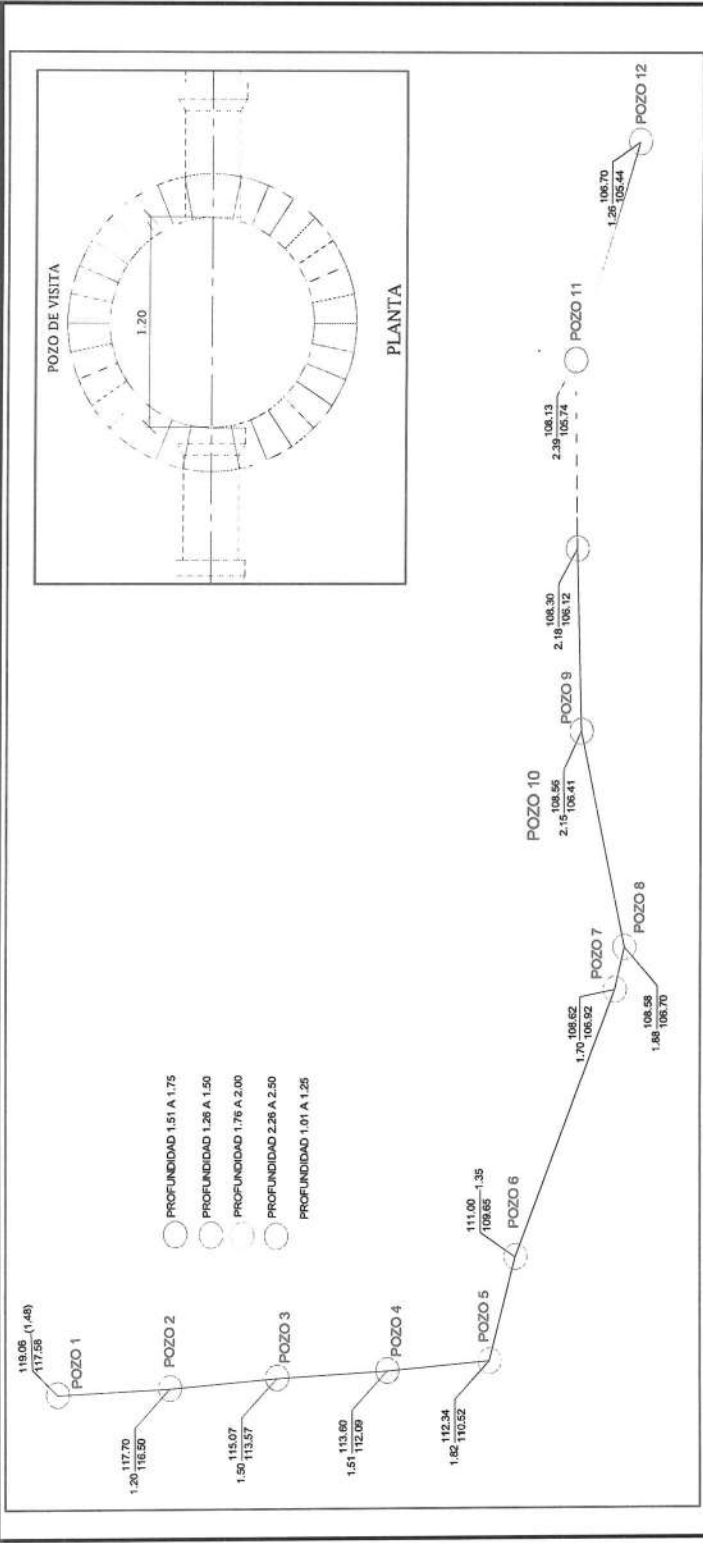 POZO DE VISITA
1.20
PLANTA
PROFUNDIDAD 1.51 A 1.75
PROFUNDIDAD 1.26 A 1.50
PROFUNDIDAD 1.76 A 2.00
PROFUNDIDAD 2.26 A 2.50
PROFUNDIDAD 1.01 A 1.25
119.06 (1.48)
117.58
POZO 1
POZO 2
117.70
1.20 116.50
POZO 3
115.07
1.50 113.57
POZO 4
113.60
1.51 112.09
POZO 5
112.34
1.82 110.52
111.00 1.35
109.65
POZO 6
POZO 7
108.62
1.70 106.92
POZO 8
108.58
1.88 106.70
POZO 10
POZO 9
108.56
2.15 106.41
108.30
2.18 106.12
POZO 11
108.13
2.39 105.74
106.70
1.26 105.44
POZO 12